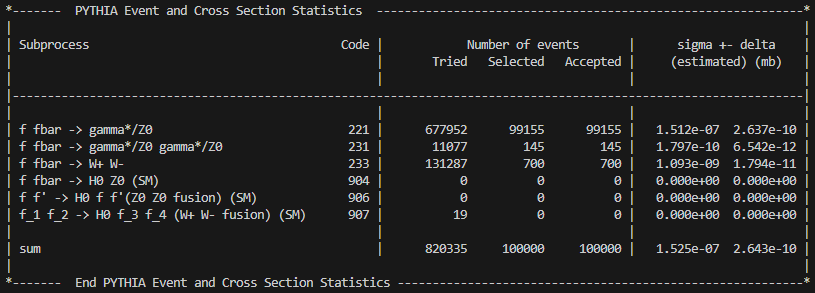 *-------  PYTHIA Event and Cross Section Statistics  -------------------------------------------------------------*
|                                                                                                                 |
| Subprocess                                    Code |            Number of events       |      sigma +- delta    |
|                                                    |       Tried   Selected   Accepted |     (estimated) (mb)   |
|                                                    |                                   |                        |
|-----------------------------------------------------------------------------------------------------------------|
|                                                    |                                   |                        |
| f fbar -> gamma*/Z0                            221 |      677952      99155      99155 |   1.512e-07  2.637e-10 |
| f fbar -> gamma*/Z0 gamma*/Z0                  231 |       11077        145        145 |   1.797e-10  6.542e-12 |
| f fbar -> W+ W-                                233 |      131287        700        700 |   1.093e-09  1.794e-11 |
| f fbar -> H0 Z0 (SM)                           904 |           0          0          0 |   0.000e+00  0.000e+00 |
| f f' -> H0 f f'(Z0 Z0 fusion) (SM)             906 |           0          0          0 |   0.000e+00  0.000e+00 |
| f_1 f_2 -> H0 f_3 f_4 (W+ W- fusion) (SM)      907 |          19          0          0 |   0.000e+00  0.000e+00 |
|                                                    |                                   |                        |
| sum                                                |      820335     100000     100000 |   1.525e-07  2.643e-10 |
|                                                                                                                 |
*-------  End PYTHIA Event and Cross Section Statistics ----------------------------------------------------------*